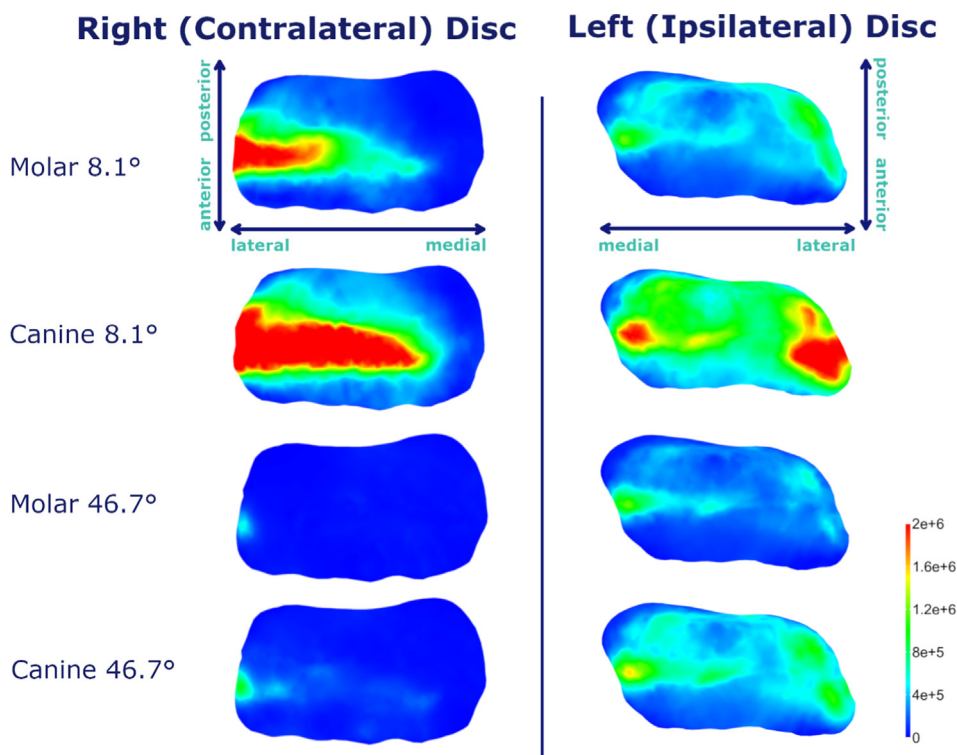 Right (Contralateral) Disc
Left (Ipsilateral) Disc
posterior
anterior
posterior
anterior
Molar 8.1°
lateral
medial
medial
lateral
Canine 8.1°
Molar 46.7°
Canine 46.7°
2e+6
1.6e+6
1.2e+6
8e+5
4e+5
0